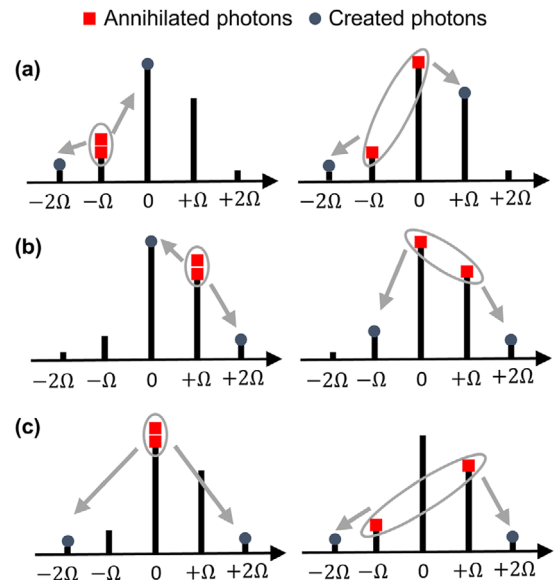 Annihilated photons Created photons
(a)
−2Ω −Ω 0 +Ω +2Ω −2Ω −Ω 0 +Ω +2Ω
(b)
−2Ω −Ω 0 +Ω +2Ω −2Ω −Ω 0 +Ω +2Ω
(c)
−2Ω −Ω 0 +Ω +2Ω −2Ω −Ω 0 +Ω +2Ω